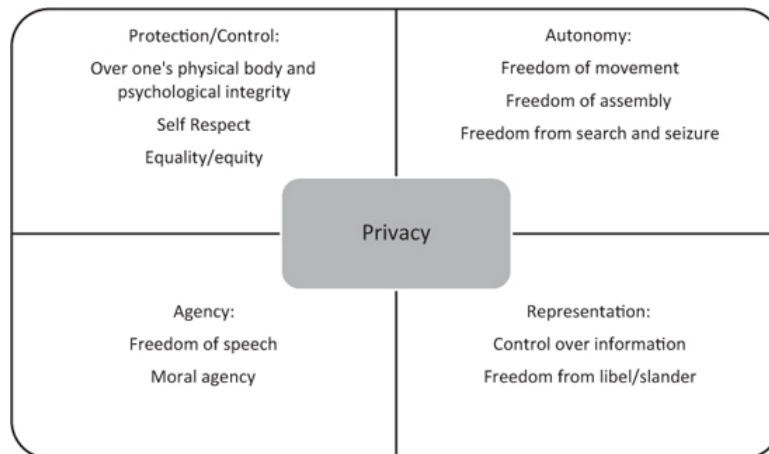 Protection/Control:
Over one's physical body and
psychological integrity
Self Respect
Equality/equity
Autonomy:
Freedom of movement
Freedom of assembly
Freedom from search and seizure
Privacy
Agency:
Freedom of speech
Moral agency
Representation:
Control over information
Freedom from libel/slander